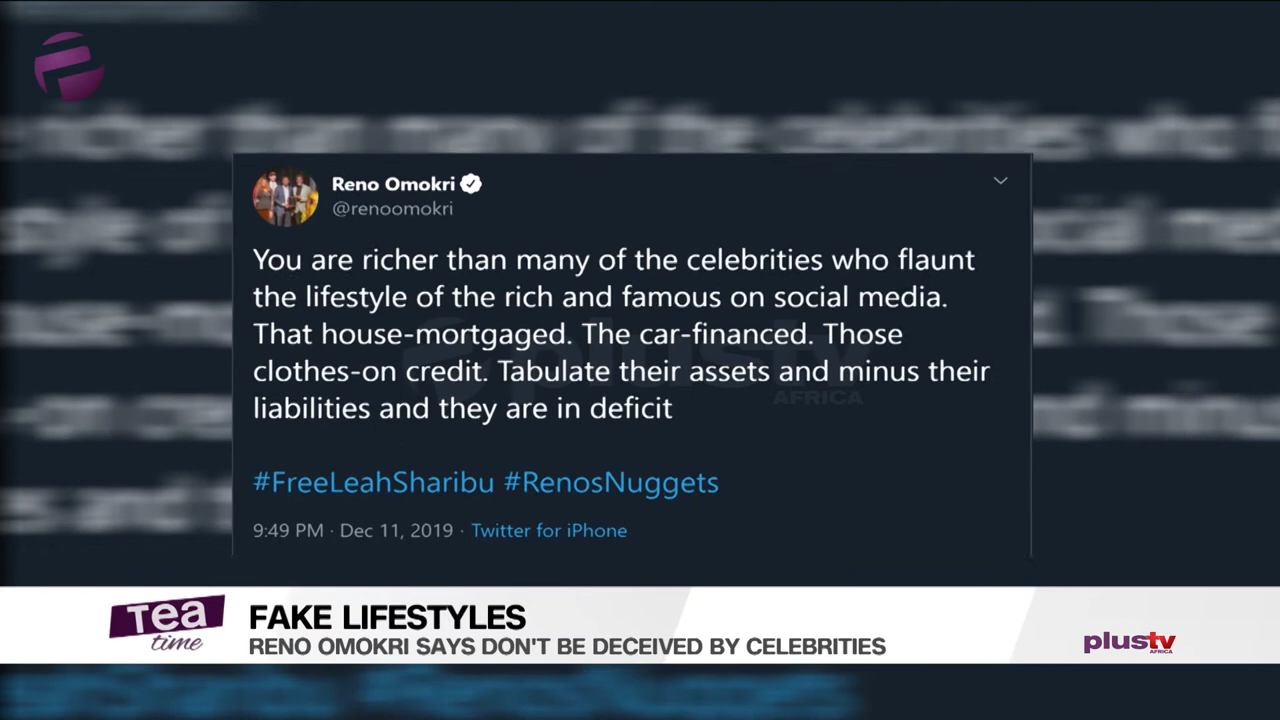 Reno Omokri
@renoomokri
You are richer than many of the celebrities who flaunt
the lifestyle of the rich and famous on social media.
That house-mortgaged. The car-financed. Those
clothes-on credit. Tabulate their assets and minus their
liabilities and they are in deficit
#FreeLeahSharibu #RenosNuggets
9:49 PM · Dec 11, 2019 · Twitter for iPhone
plustv
AFRICA
Tea
time
FAKE LIFESTYLES
RENO OMOKRI SAYS DON'T BE DECEIVED BY CELEBRITIES
plustv
AFRICA